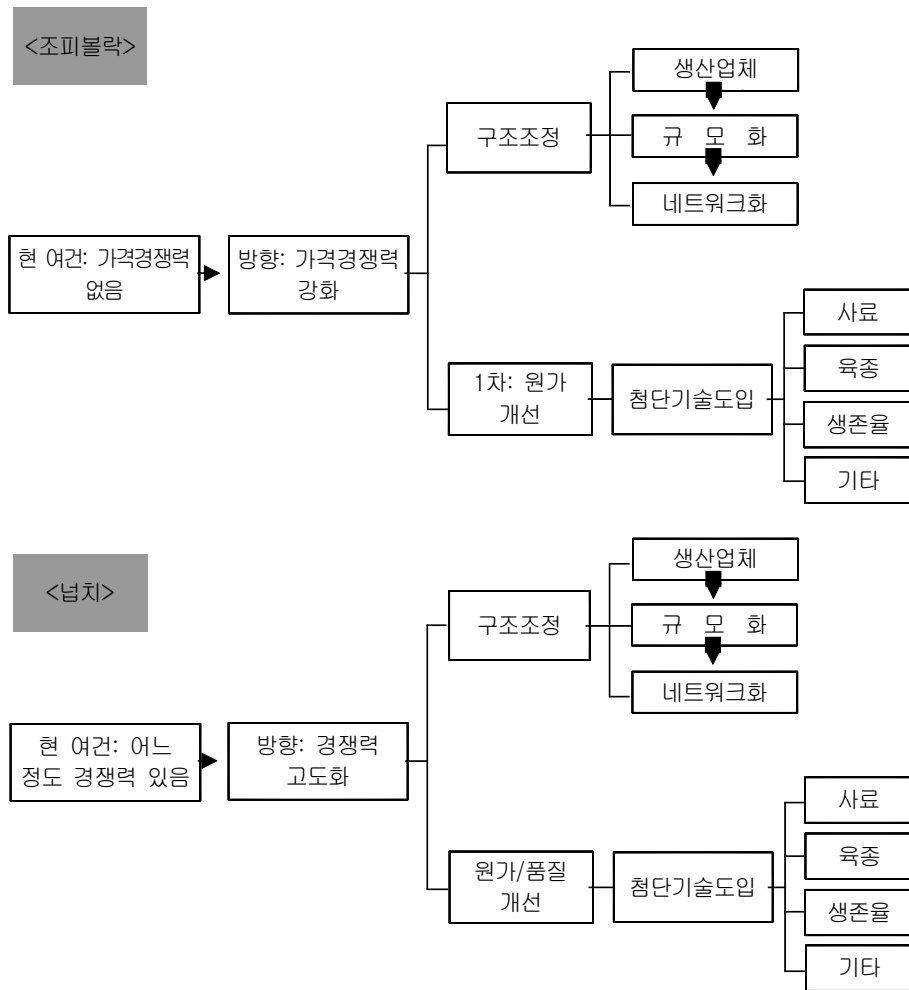 <조피볼락>
생산업체
구조조정
규 모 화
네트워크화
현 여건: 가격경쟁력
없음
방향: 가격경쟁력
강화
사료
1차: 원가
개선
첨단기술도입
육종
생존율
기타
<넙치>
생산업체
구조조정
규 모 화
네트워크화
현 여건: 어느
정도 경쟁력 있음
방향: 경쟁력
고도화
사료
원가/품질
개선
첨단기술도입
육종
생존율
기타